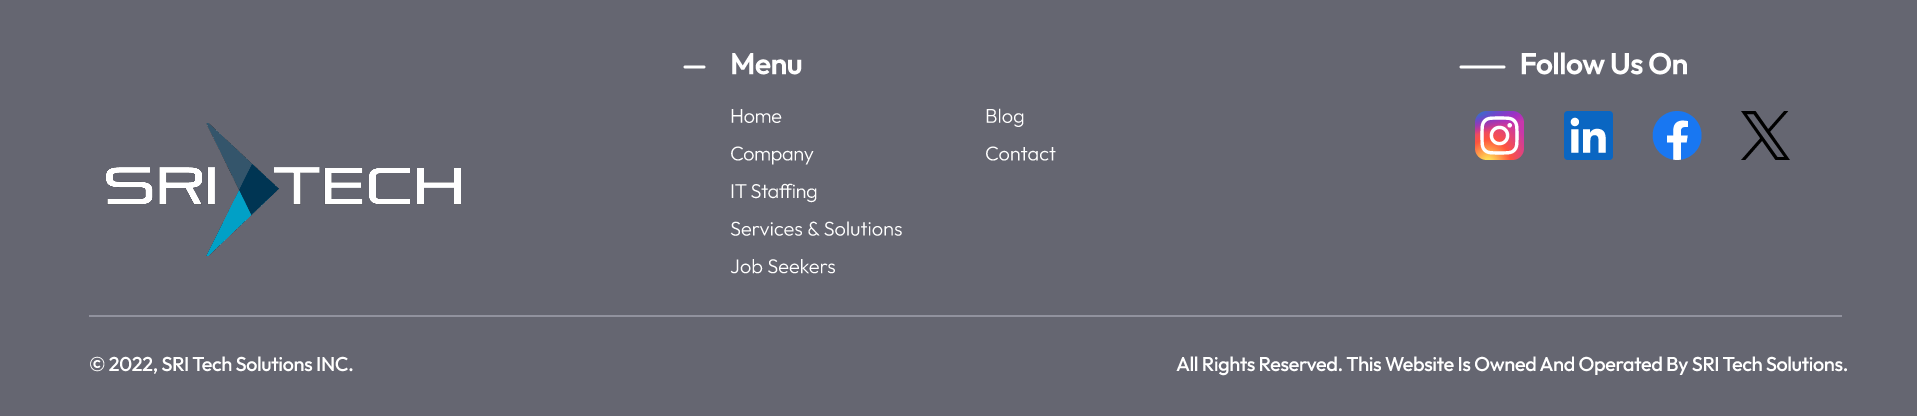 SRI TECH
Menu
Home
Company
IT Staffing
Services & Solutions
Job Seekers
Blog
Contact
Follow Us On
in
© 2022, SRI Tech Solutions INC.
All Rights Reserved. This Website Is Owned And Operated By SRI Tech Solutions.